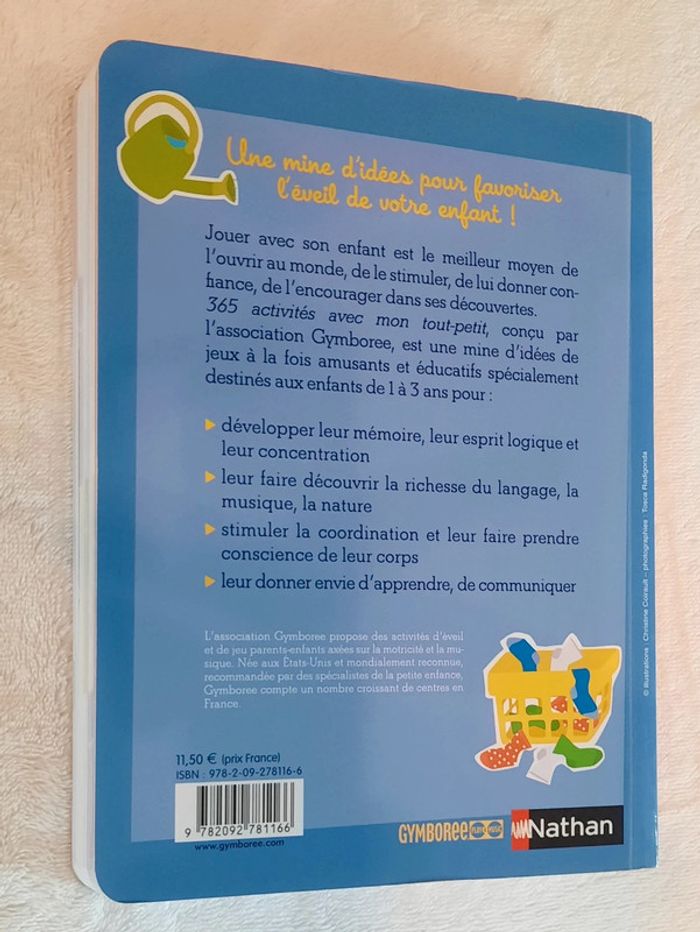 Une mine d'idées pour favoriser
l'éveil de votre enfant !
Jouer avec son enfant est le meilleur moyen de
l'ouvrir au monde, de le stimuler, de lui donner con-
fiance, de l'encourager dans ses découvertes.
365 activités avec mon tout-petit, conçu par
l'association Gymboree, est une mine d'idées de
jeux à la fois amusants et éducatifs spécialement
destinés aux enfants de 1 à 3 ans pour :
développer leur mémoire, leur esprit logique et
leur concentration
leur faire découvrir la richesse du langage, la
musique, la nature
stimuler la coordination et leur faire prendre
conscience de leur corps
leur donner envie d'apprendre, de communiquer
L'association Gymboree propose des activités d'éveil
et de jeu parents-enfants axées sur la motricité et la mu-
sique. Née aux États-Unis et mondialement reconnue,
recommandée par des spécialistes de la petite enfance,
Gymboree compte un nombre croissant de centres en
France.
11,50 € (prix France)
ISBN : 978-2-09-278116-6
9 782092 781166
www.gymboree.com
GYMBOREE PLAY & MUSIC
Nathan
© Illustrations : Christine Coirault – photographies : Tosca Radigonda